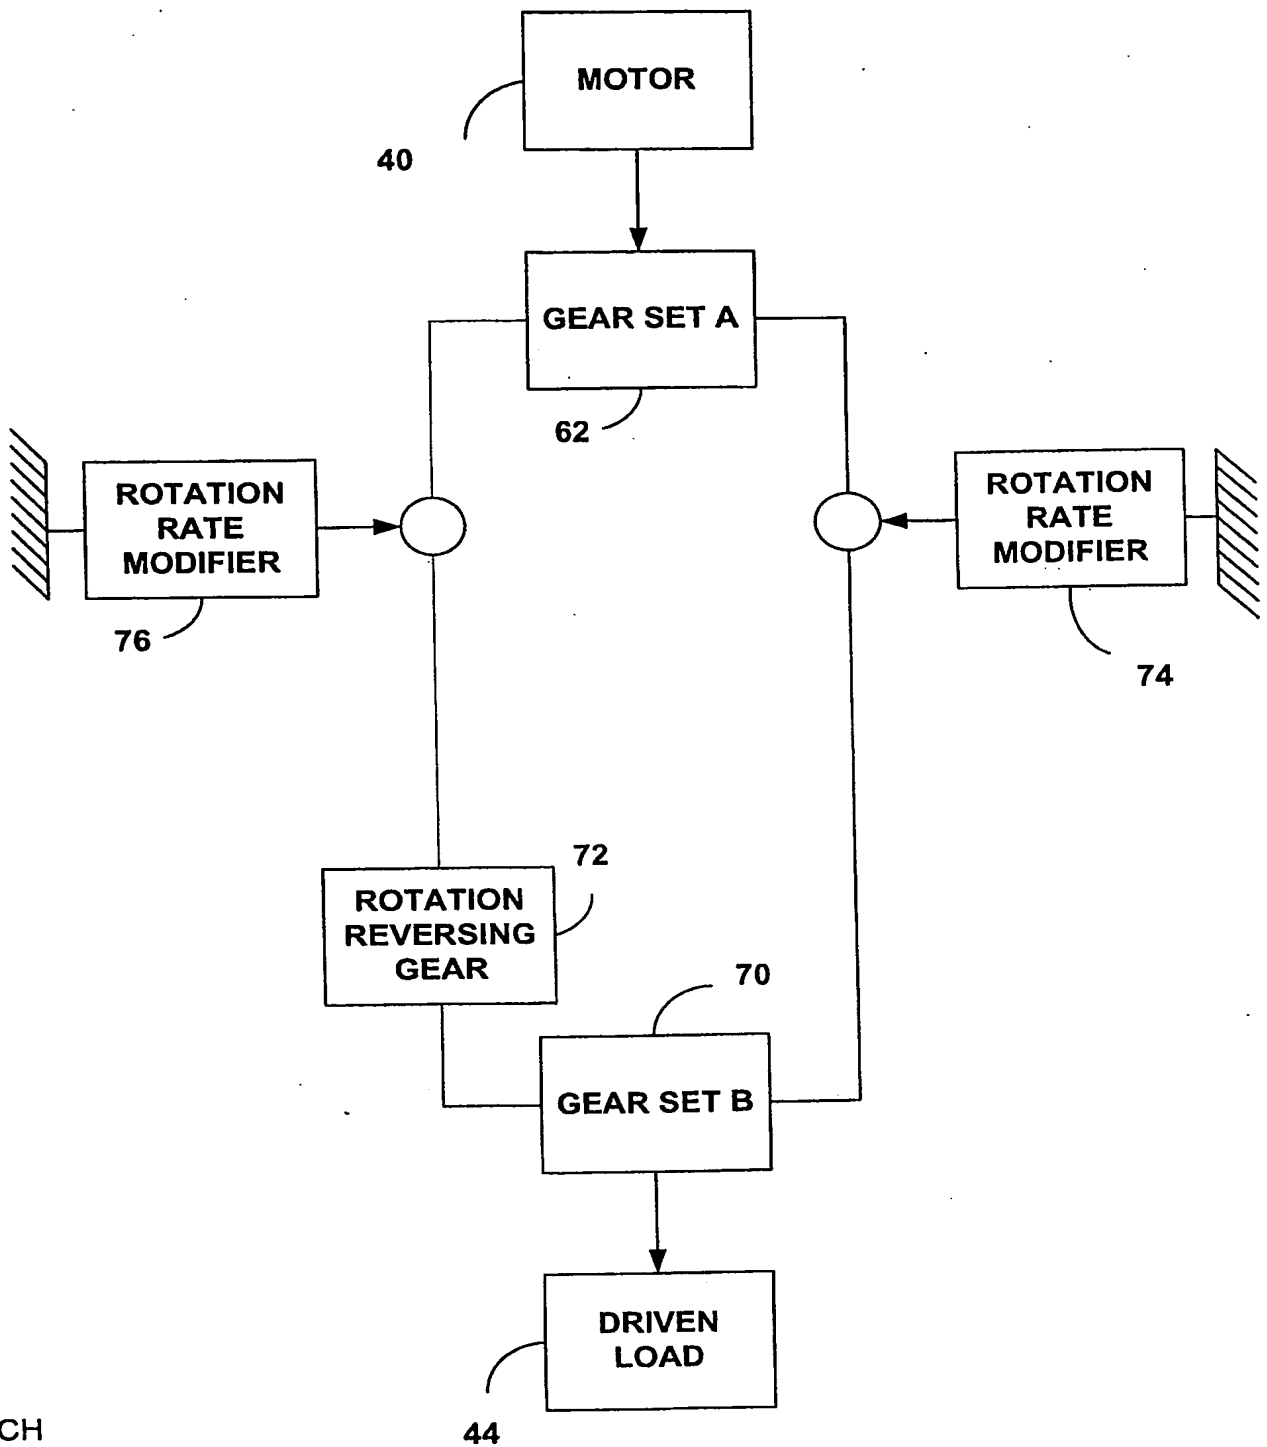 MOTOR
40
GEAR SET A
62
ROTATION
RATE
MODIFIER
76
ROTATION
RATE
MODIFIER
74
72
ROTATION
REVERSING
GEAR
70
GEAR SET B
DRIVEN
LOAD
44
CH